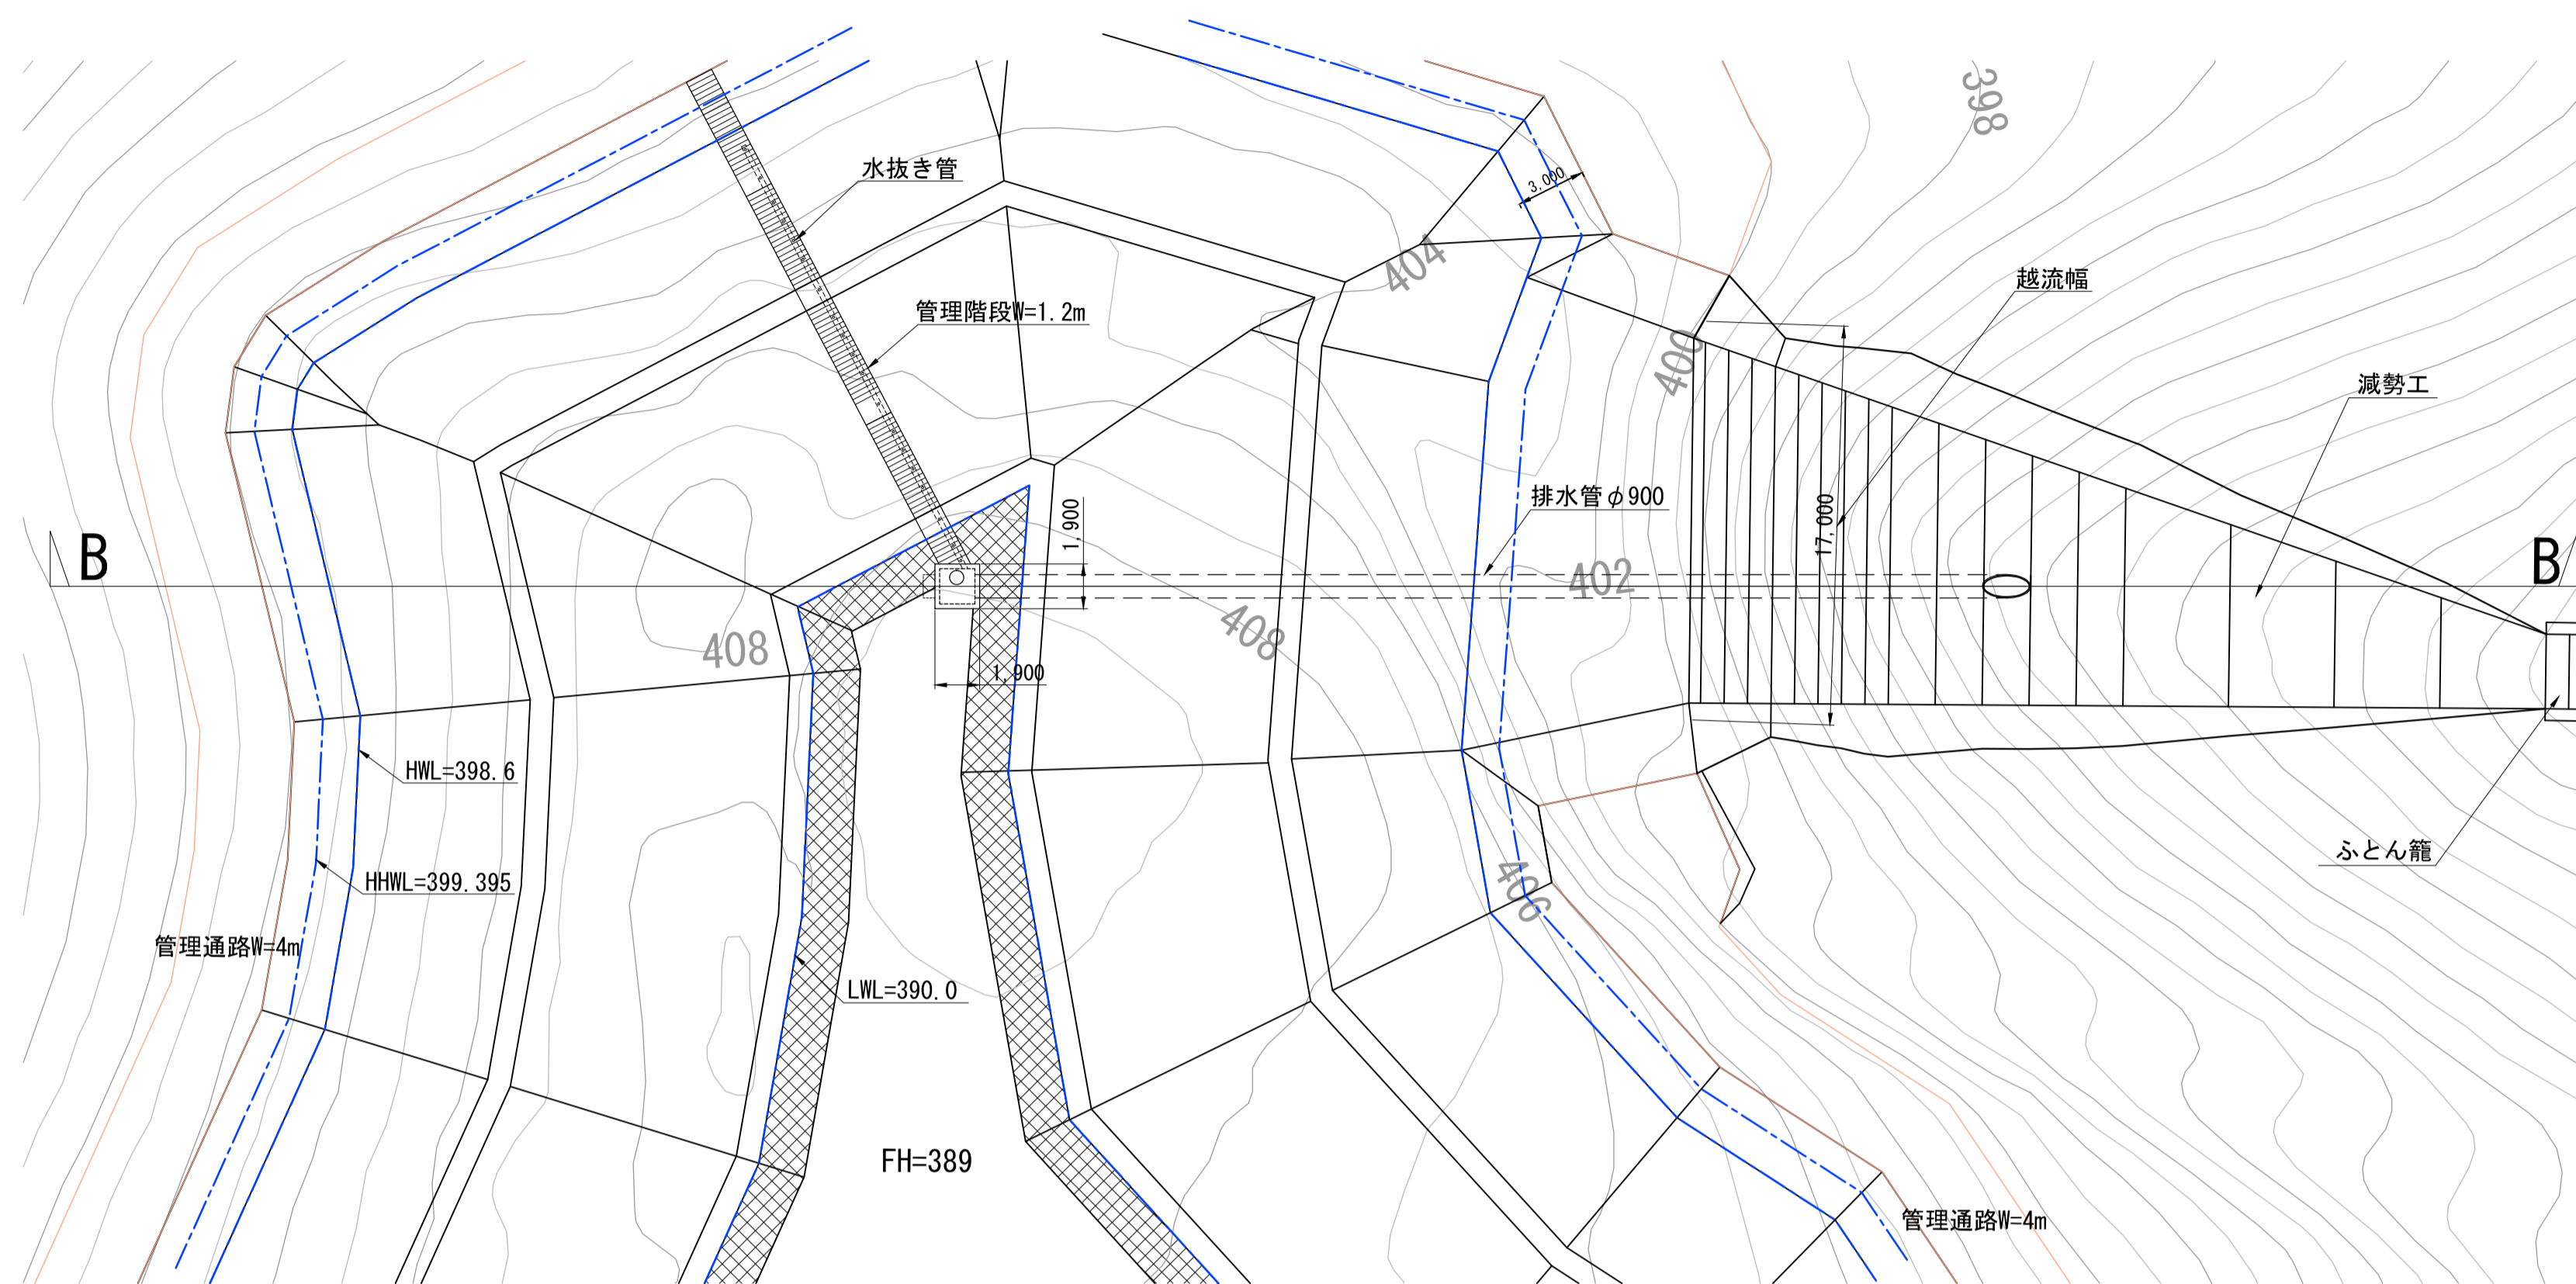 398
水抜き管
3,000
404
越流幅
管理階段W=1.2m
400
減勢工
排水管φ900
1,900
17,000
B
B
402
408
408
1,900
HWL=398.6
ふとん籠
HHWL=399.395
406
管理通路W=4m
LWL=390.0
FH=389
管理通路W=4m